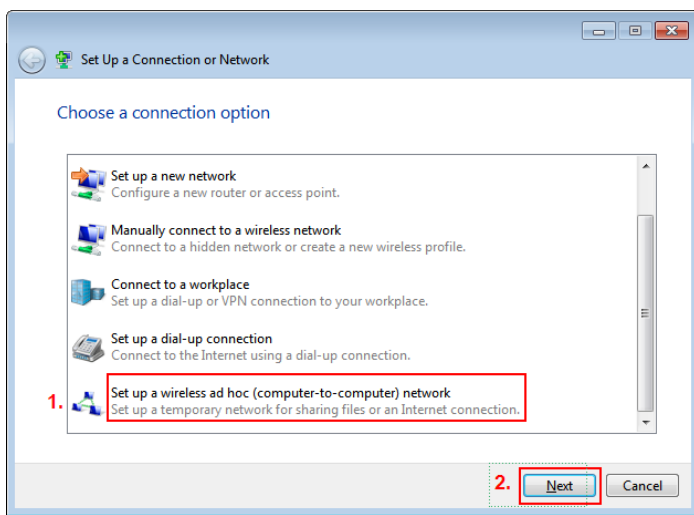 Set Up a Connection or Network
Choose a connection option
Set up a new network
Configure a new router or access point.
Manually connect to a wireless network
Connect to a hidden network or create a new wireless profile.
Connect to a workplace
Set up a dial-up or VPN connection to your workplace.
Set up a dial-up connection
Connect to the Internet using a dial-up connection.
1. Set up a wireless ad hoc (computer-to-computer) network
Set up a temporary network for sharing files or an Internet connection.
2. Next Cancel